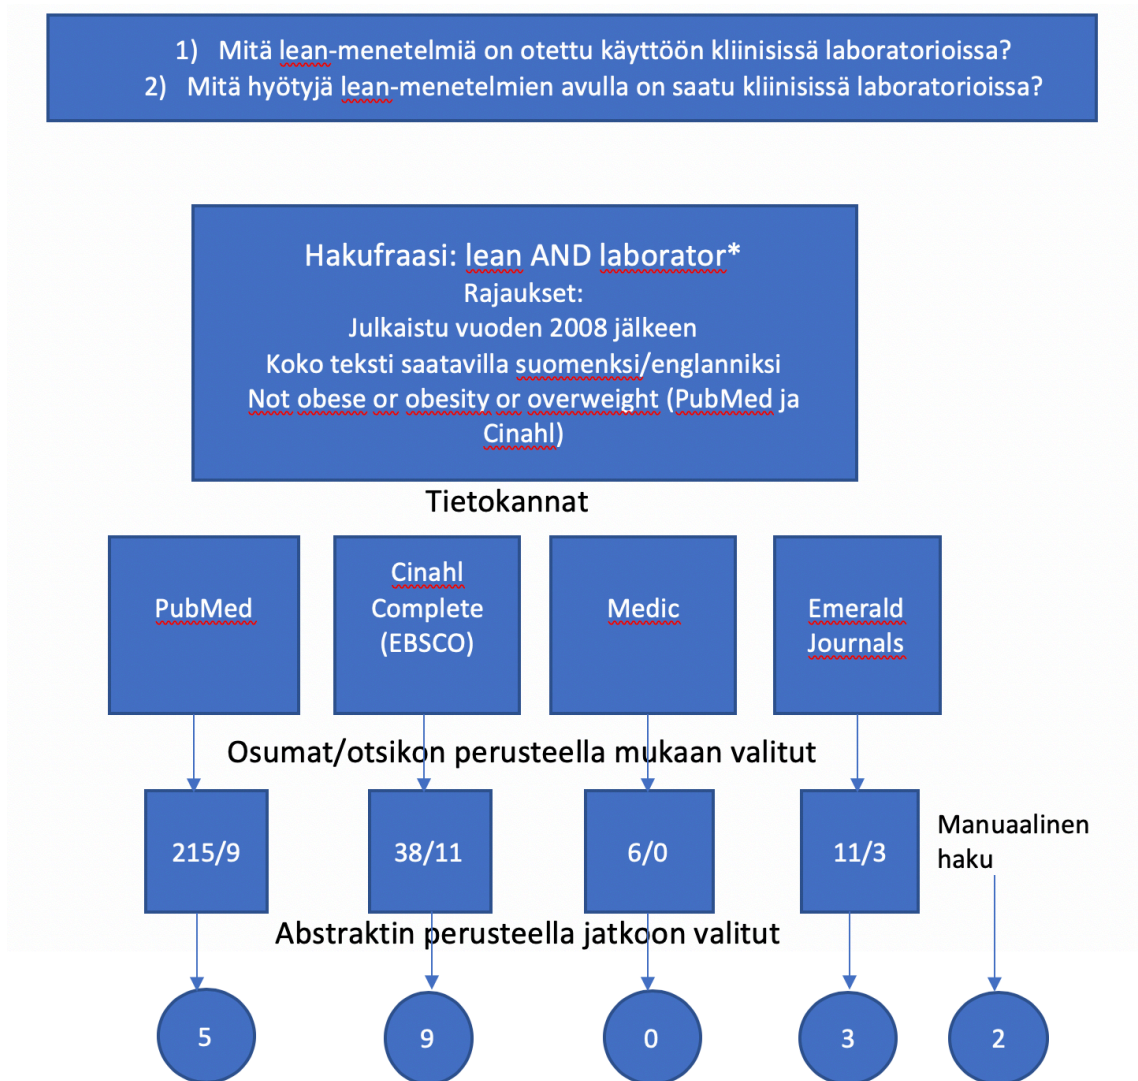 1) Mitä lean-menetelmiä on otettu käyttöön kliinisissä laboratorioissa?
2) Mitä hyötyjä lean-menetelmien avulla on saatu kliinisissä laboratorioissa?
Hakufraasi: lean AND laborator*
Rajaukset:
Julkaistu vuoden 2008 jälkeen
Koko teksti saatavilla suomenksi/englanniksi
Not obese or obesity or overweight (PubMed ja
Cinahl)
Tietokannat
PubMed
Cinahl
Complete
(EBSCO)
Medic
Emerald
Journals
Osumat/otsikon perusteella mukaan valitut
215/9
38/11
6/0
11/3
Manuaalinen
haku
Abstraktin perusteella jatkoon valitut
5
9
0
3
2